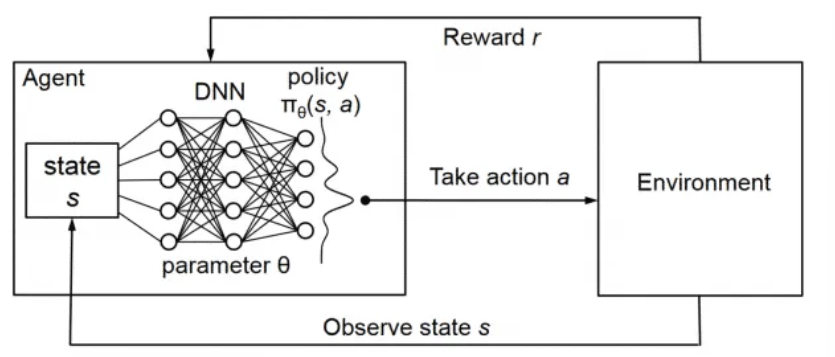 Reward r
Agent
DNN
policy
πθ(s, a)
state
s
Take action a
Environment
parameter θ
Observe state s